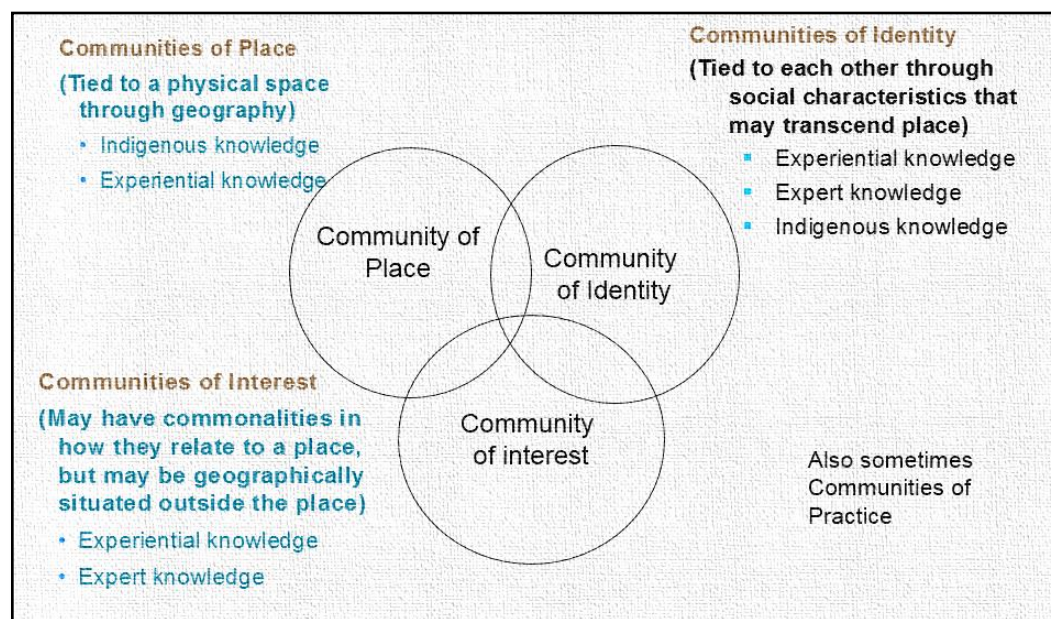 Communities of Place
(Tied to a physical space
through geography)
• Indigenous knowledge
• Experiential knowledge
Communities of Identity
(Tied to each other through
social characteristics that
may transcend place)
▪ Experiential knowledge
▪ Expert knowledge
▪ Indigenous knowledge
Community of
Place
Community
of Identity
Communities of Interest
(May have commonalities in
how they relate to a place,
but may be geographically
situated outside the place)
• Experiential knowledge
• Expert knowledge
Community
of interest
Also sometimes
Communities of
Practice